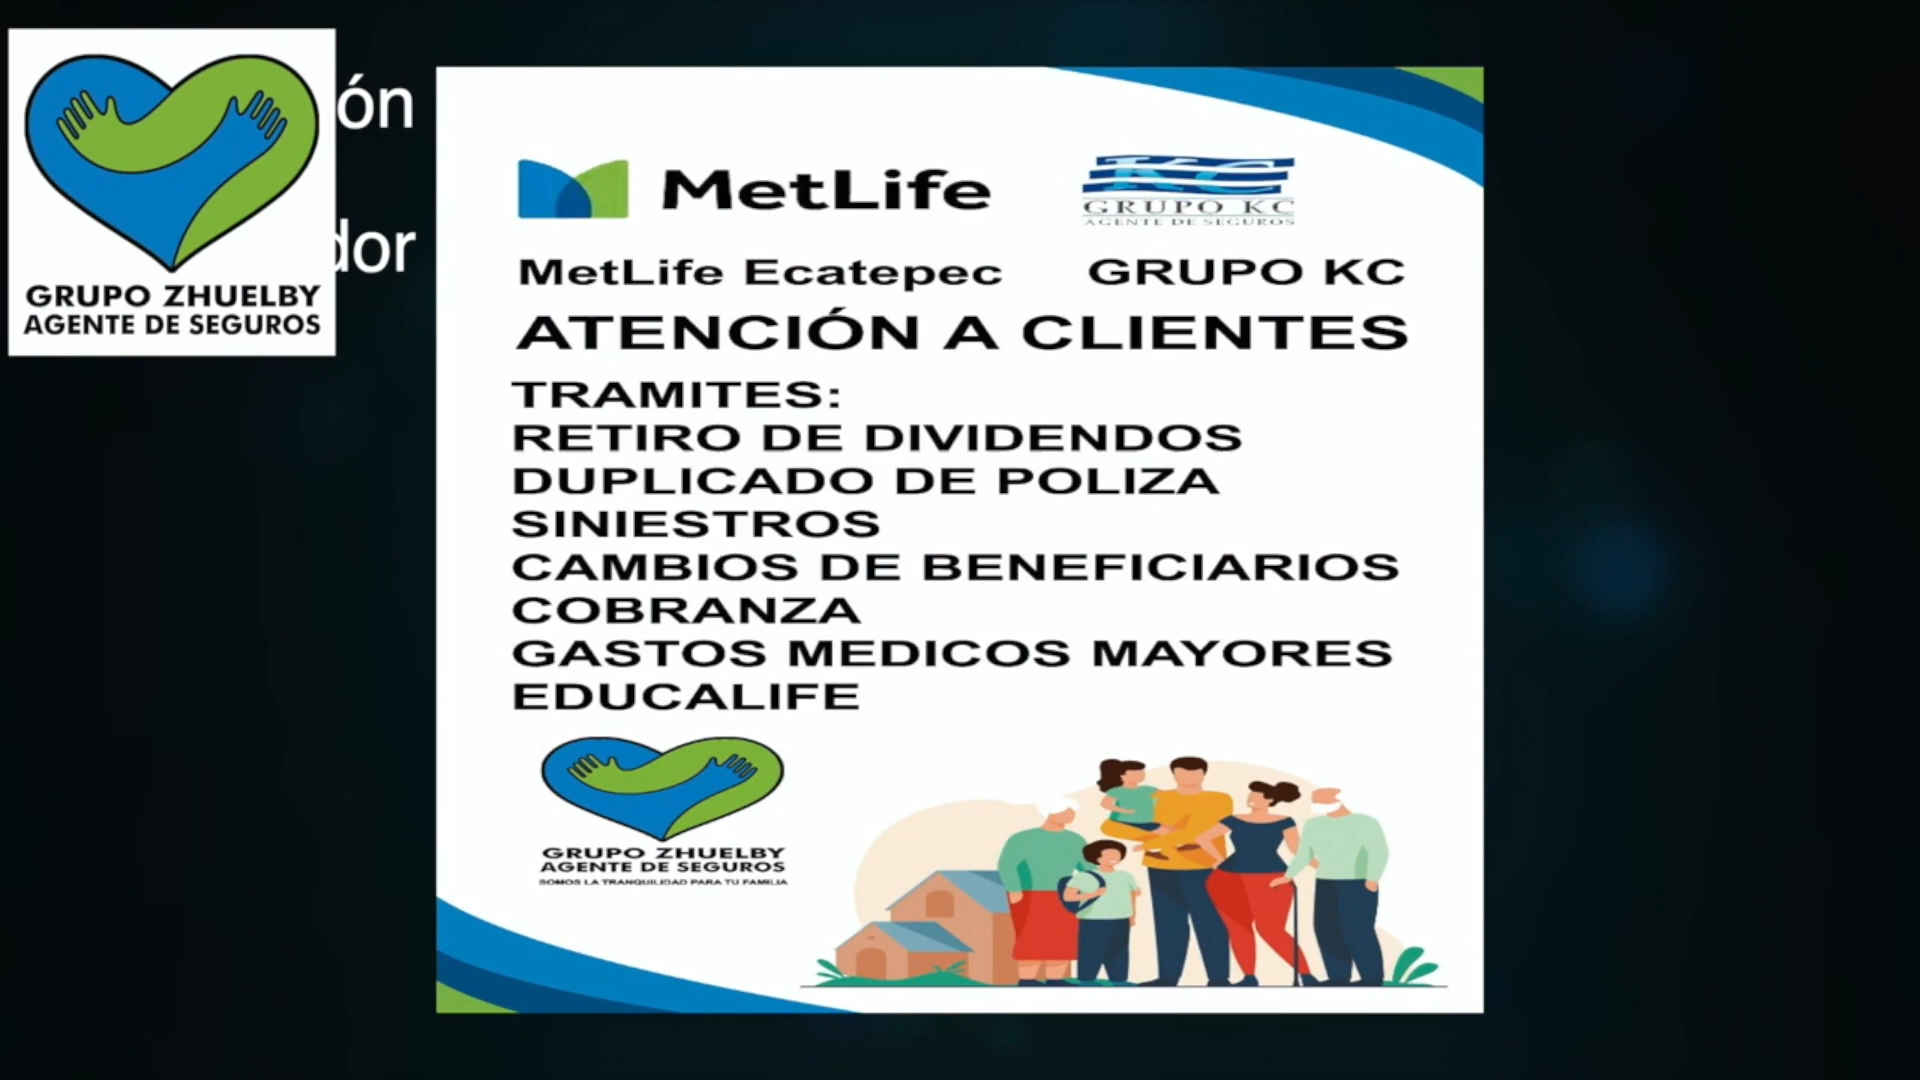 GRUPO ZHUELBY
AGENTE DE SEGUROS
ón
dor
MetLife
KC
GRUPO KC
AGENTE DE SEGUROS
MetLife Ecatepec
GRUPO KC
ATENCIÓN A CLIENTES
TRAMITES:
RETIRO DE DIVIDENDOS
DUPLICADO DE POLIZA
SINIESTROS
CAMBIOS DE BENEFICIARIOS
COBRANZA
GASTOS MEDICOS MAYORES
EDUCALIFE
GRUPO ZHUELBY
AGENTE DE SEGUROS
SOMOS LA TRANQUILIDAD PARA TU FAMILIA